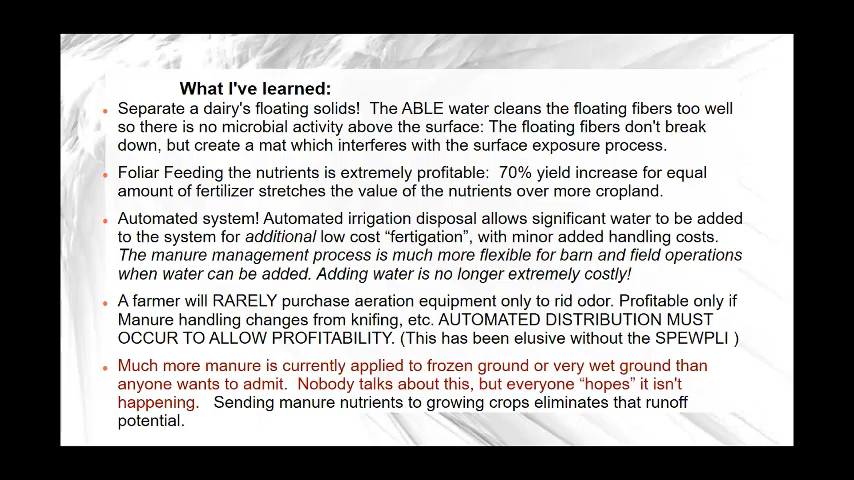 What I've learned:
• Separate a dairy's floating solids!  The ABLE water cleans the floating fibers too well
so there is no microbial activity above the surface: The floating fibers don't break
down, but create a mat which interferes with the surface exposure process.
• Foliar Feeding the nutrients is extremely profitable:  70% yield increase for equal
amount of fertilizer stretches the value of the nutrients over more cropland.
• Automated system! Automated irrigation disposal allows significant water to be added
to the system for additional low cost “fertigation”, with minor added handling costs.
The manure management process is much more flexible for barn and field operations
when water can be added. Adding water is no longer extremely costly!
• A farmer will RARELY purchase aeration equipment only to rid odor. Profitable only if
Manure handling changes from knifing, etc. AUTOMATED DISTRIBUTION MUST
OCCUR TO ALLOW PROFITABILITY. (This has been elusive without the SPEWPLI )
• Much more manure is currently applied to frozen ground or very wet ground than
anyone wants to admit.  Nobody talks about this, but everyone “hopes” it isn't
happening.   Sending manure nutrients to growing crops eliminates that runoff
potential.